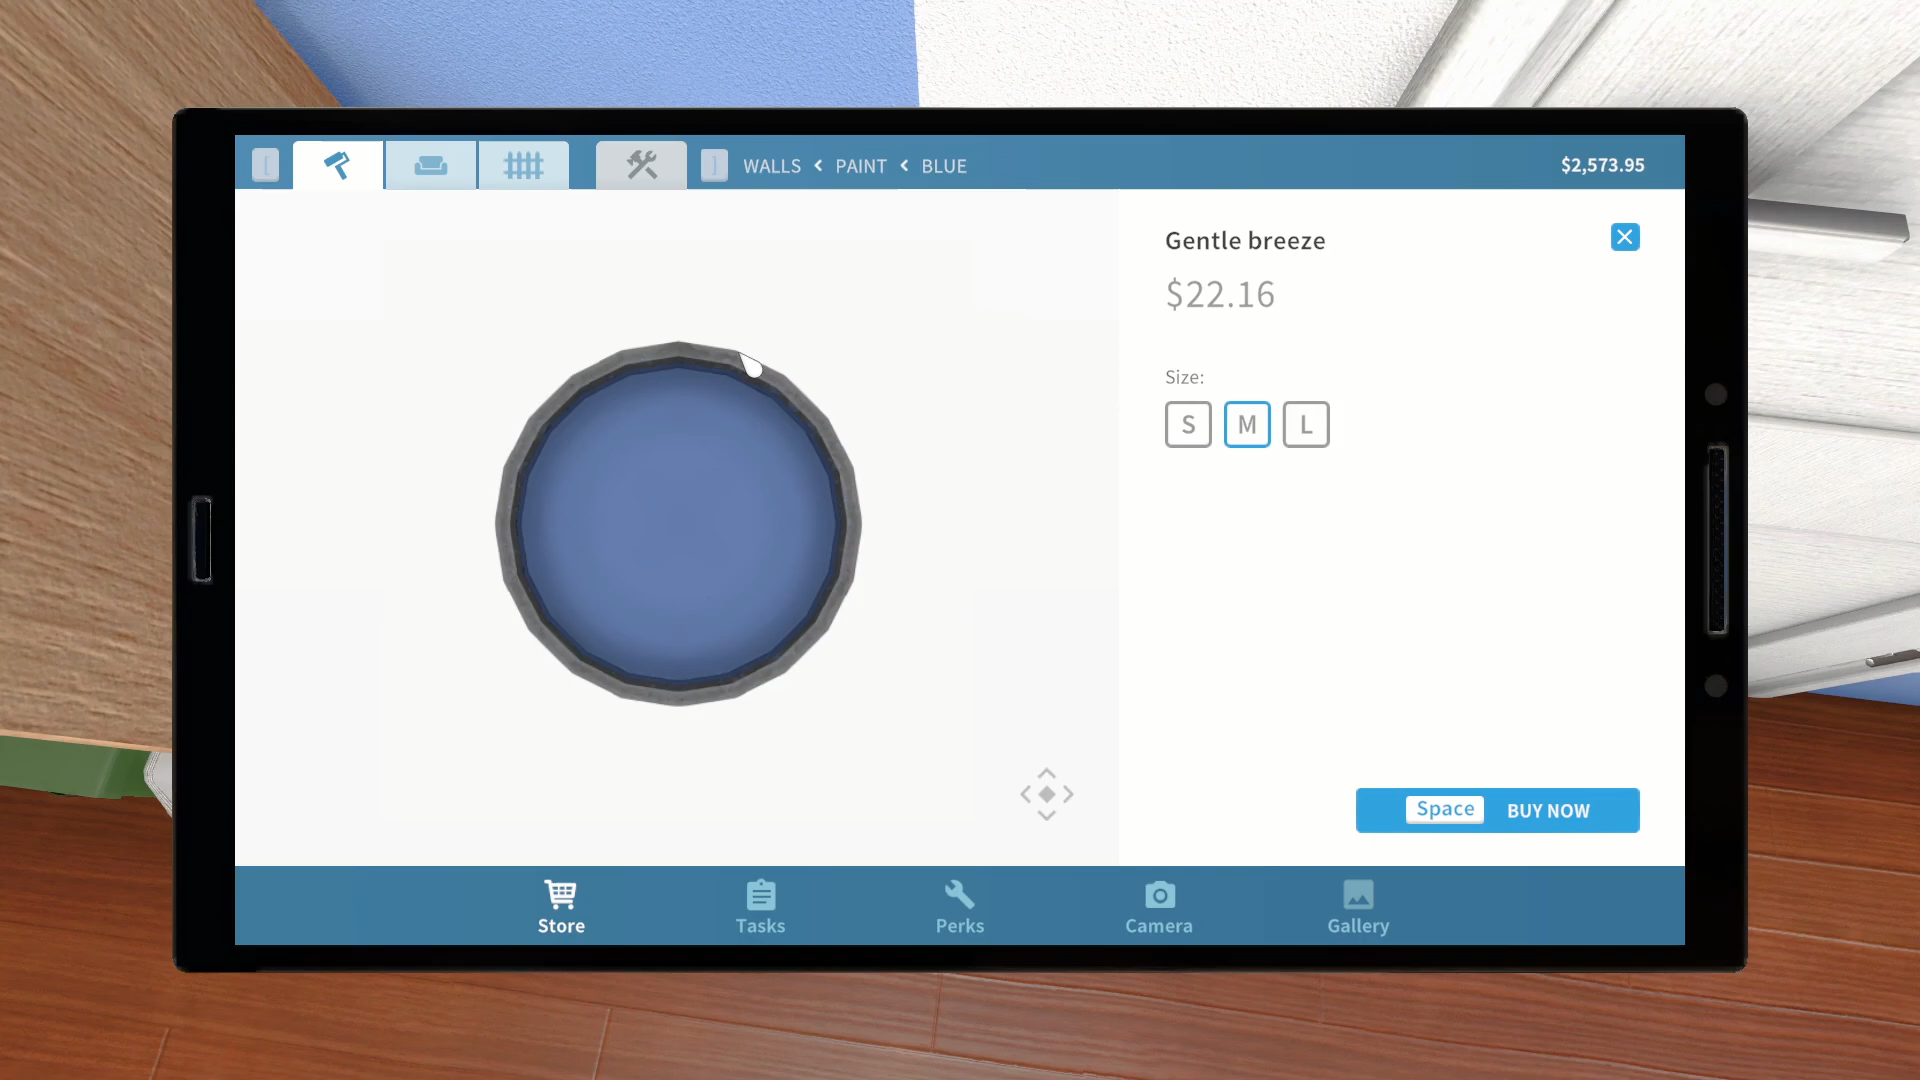 [
]
WALLS < PAINT < BLUE
$2,573.95
Gentle breeze
$22.16
Size:
S M L
Space BUY NOW
Store Tasks Perks Camera Gallery